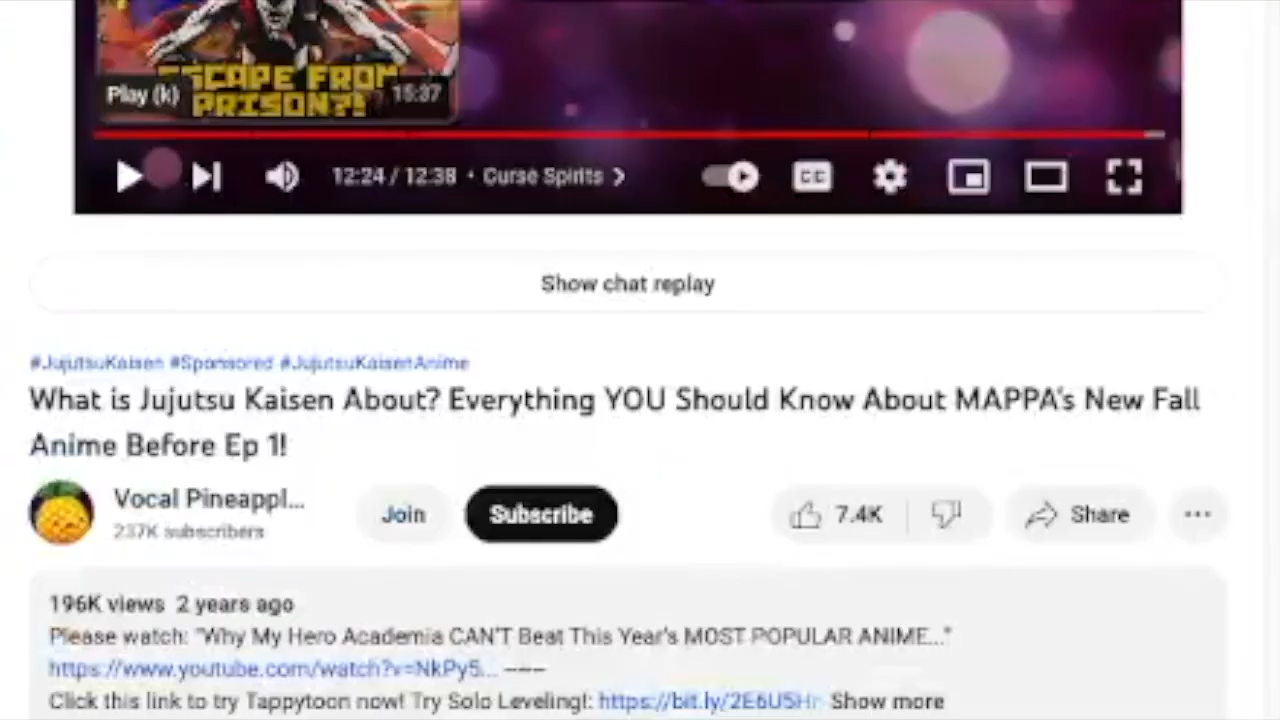 ESCAPE FROM
Play (k) PRISON?! 15:37
12:24 / 12:38 • Curse Spirits >
CC
Show chat replay
#JujutsuKaisen #Sponsored #JujutsuKaisenAnime
What is Jujutsu Kaisen About? Everything YOU Should Know About MAPPA's New Fall
Anime Before Ep 1!
Vocal Pineappl...
237K subscribers
Join
Subscribe
7.4K
Share
196K views 2 years ago
Please watch: "Why My Hero Academia CAN'T Beat This Year's MOST POPULAR ANIME..."
https://www.youtube.com/watch?v=NkPy5... ~~~
Click this link to try Tappytoon now! Try Solo Leveling!: https://bit.ly/2E6U5Hr Show more